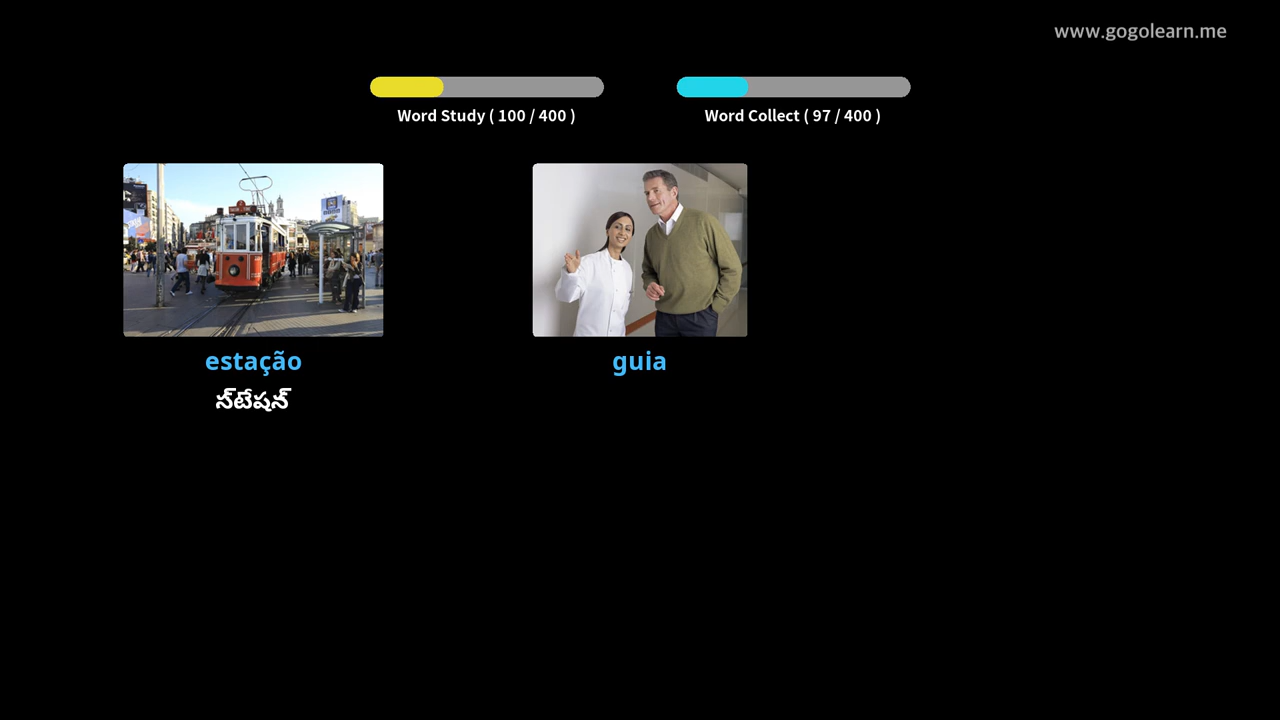 www.gogolearn.me
Word Study ( 100 / 400 )
Word Collect ( 97 / 400 )
estação
స్‌టేషన్
guia